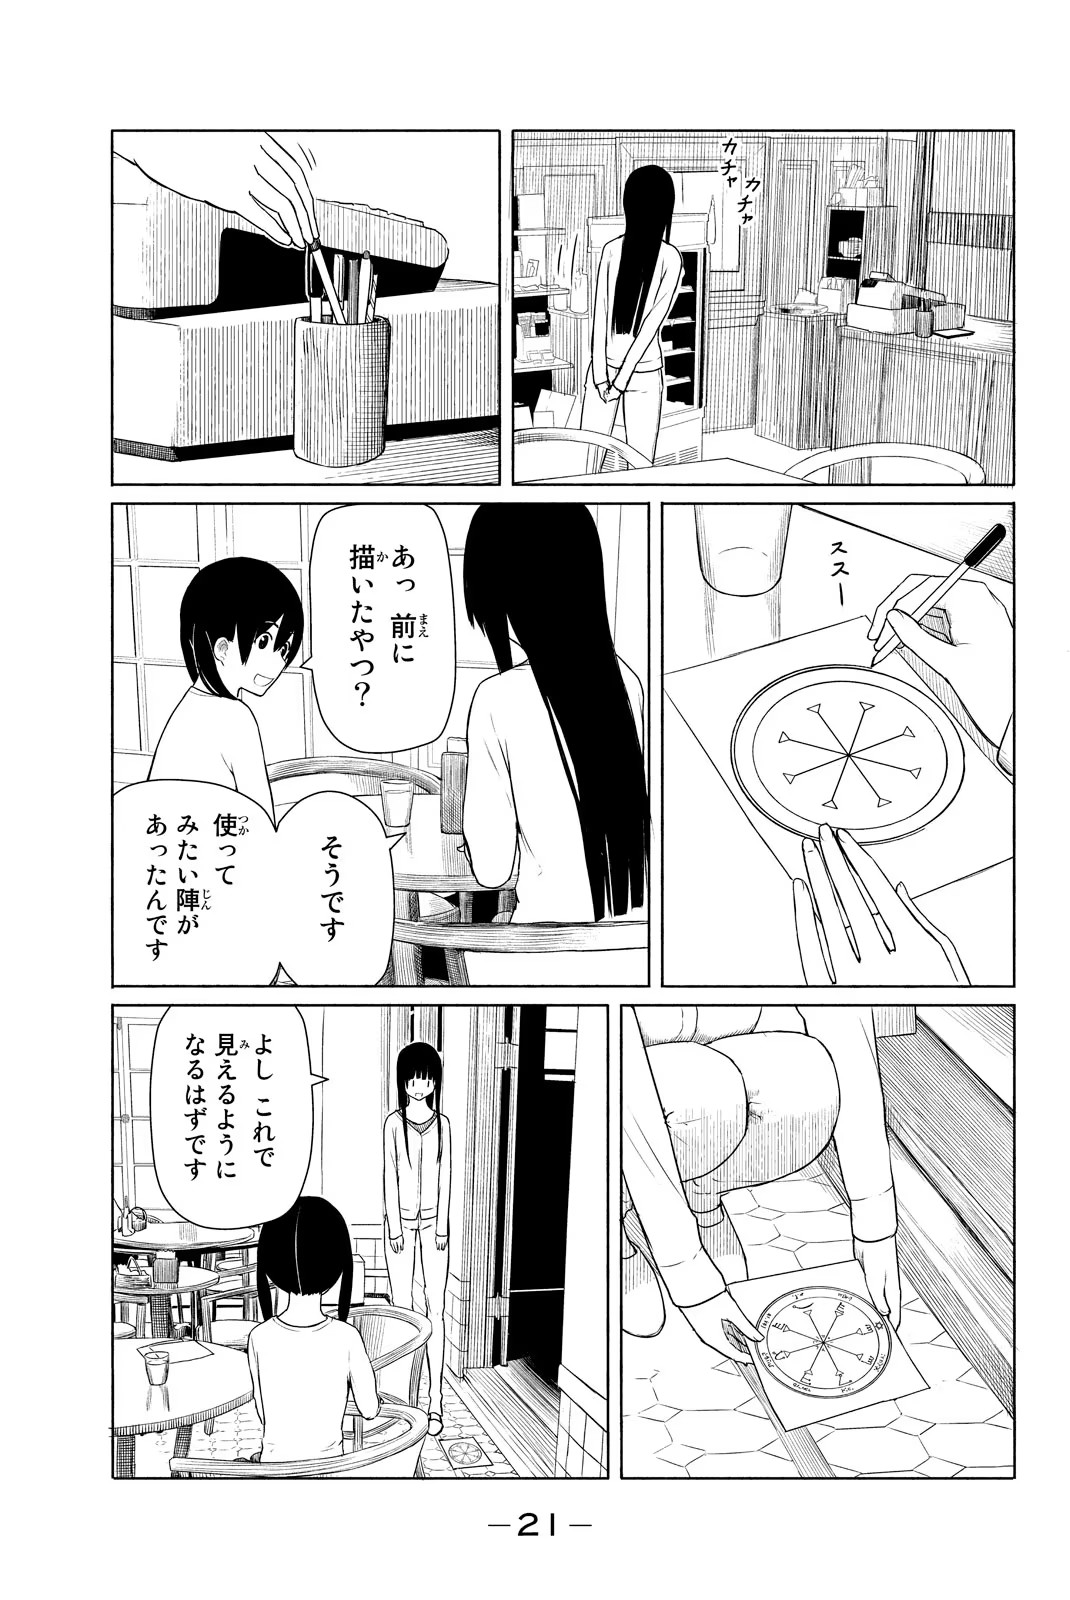 カチャ
カチャ
ススー
あっ 前に
描いたやつ？
そうです
使って
みたい陣が
あったんです
よし これで
見えるように
なるはずです
—21—